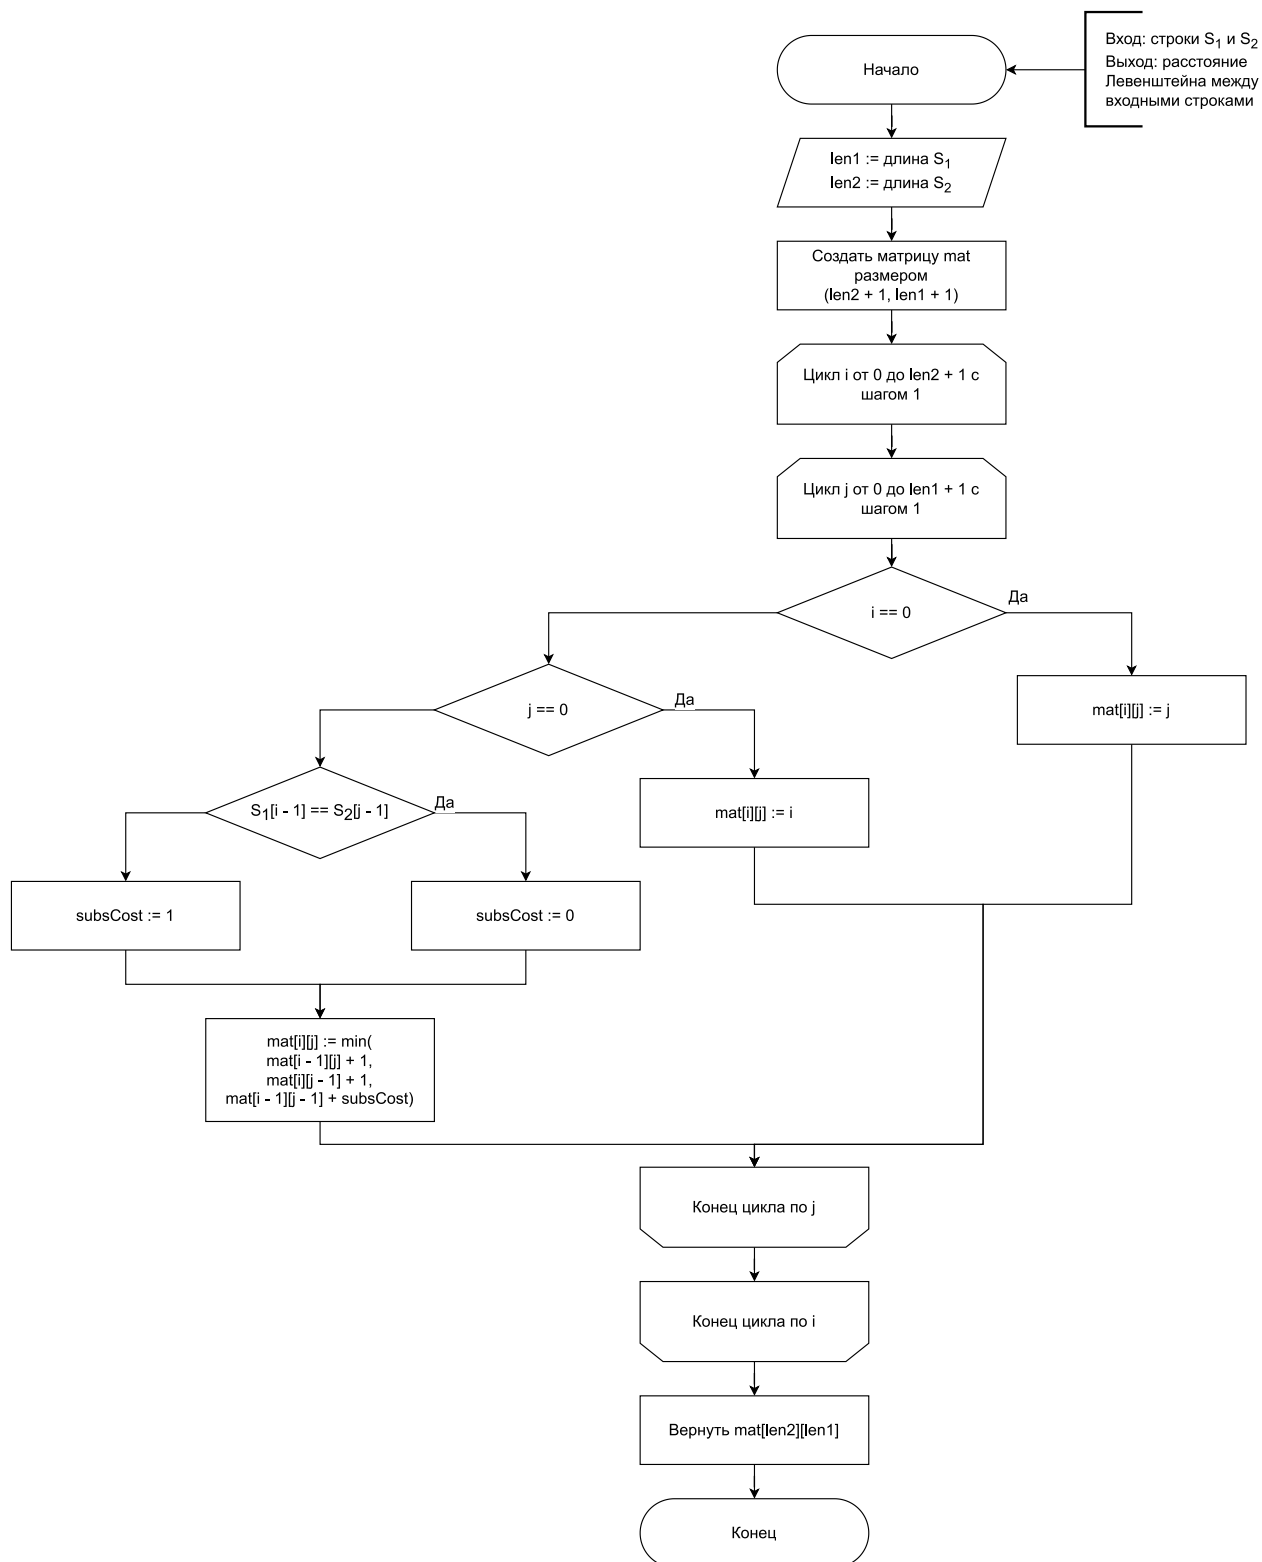 Вход: строки S1 и S2
Выход: расстояние
Левенштейна между
входными строками
Начало
len1 := длина S1
len2 := длина S2
Создать матрицу mat
размером
(len2 + 1, len1 + 1)
Цикл i от 0 до len2 + 1 с
шагом 1
Цикл j от 0 до len1 + 1 с
шагом 1
i == 0
Да
j == 0
Да
mat[i][j] := j
S1[i - 1] == S2[j - 1]
Да
mat[i][j] := i
subsCost := 1
subsCost := 0
mat[i][j] := min(
mat[i - 1][j] + 1,
mat[i][j - 1] + 1,
mat[i - 1][j - 1] + subsCost)
Конец цикла по j
Конец цикла по i
Вернуть mat[len2][len1]
Конец